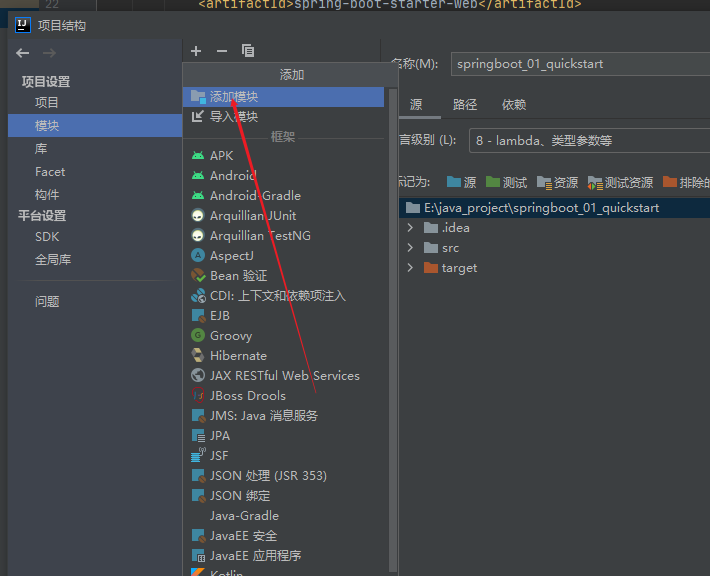 22 <artifactId>spring-boot-starter-web</artifactId>
项目结构
项目设置
项目
模块
库
Facet
构件
平台设置
SDK
全局库
问题
添加
添加模块
导入模块
框架
APK
Android
Android-Gradle
Arquillian JUnit
Arquillian TestNG
AspectJ
Bean 验证
CDI: 上下文和依赖项注入
EJB
Groovy
Hibernate
JAX RESTful Web Services
JBoss Drools
JMS: Java 消息服务
JPA
JSF
JSON 处理 (JSR 353)
JSON 绑定
Java-Gradle
JavaEE 安全
JavaEE 应用程序
Kotlin
名称(M): springboot_01_quickstart
源 路径 依赖
言级别 (L): 8 - lambda、类型参数等
标记为: 源 测试 资源 测试资源 排除的
E:\java_project\springboot_01_quickstart
.idea
src
target